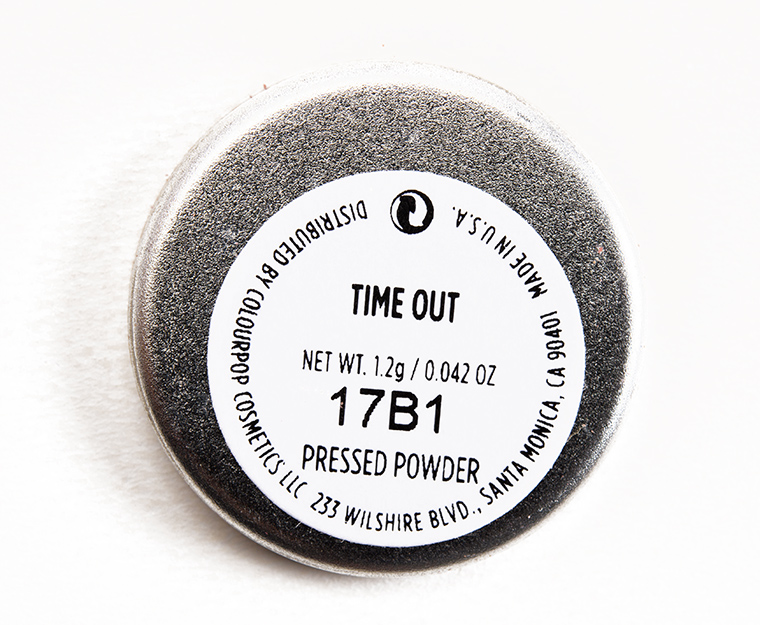 TIME OUT
NET WT. 1.2g / 0.042 OZ
17B1
PRESSED POWDER
DISTRIBUTED BY COLOURPOP COSMETICS LLC 233 WILSHIRE BLVD., SANTA MONICA, CA 90401 MADE IN U.S.A.